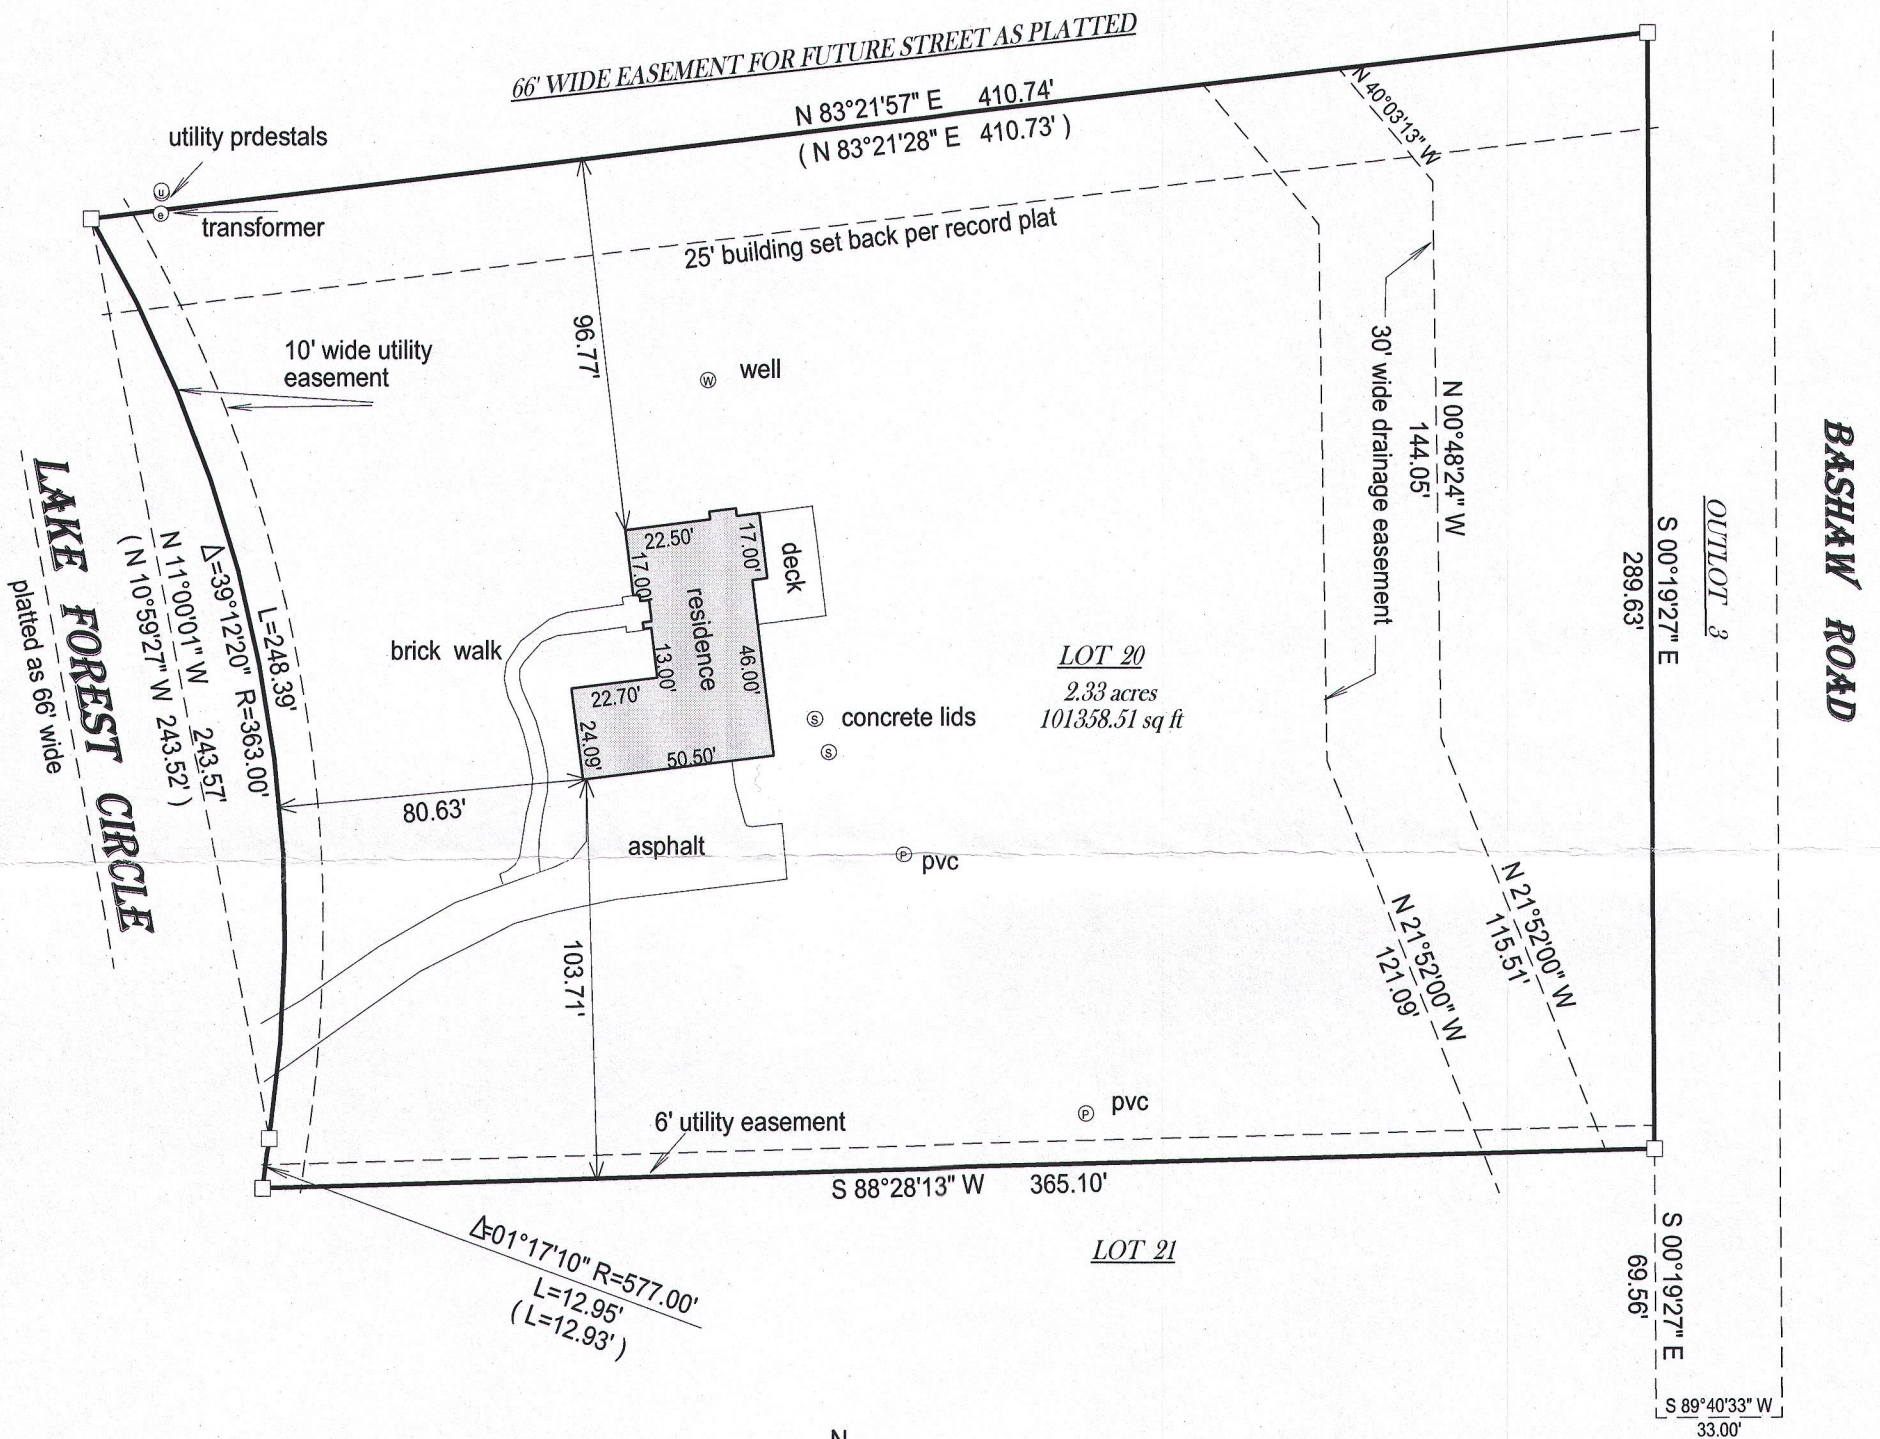 66' WIDE EASEMENT FOR FUTURE STREET AS PLATTED
N 83°21'57" E 410.74'
( N 83°21'28" E 410.73' )
utility prdestals
u
e
transformer
N 40°03'13" W
25' building set back per record plat
10' wide utility
easement
96.77'
W well
30' wide drainage easement
N 00°48'24" W
144.05'
S 00°19'27" E
289.63'
OUTLOT 3
BASHAW ROAD
LAKE FOREST CIRCLE
platted as 66' wide
( N 10°59'27" W 243.52' )
N 11°00'01" W 243.57'
Δ=39°12'20" R=363.00'
L=248.39'
22.50'
17.00'
17.00'
deck
residence
brick walk
13.00'
46.00'
22.70'
24.09'
50.50'
LOT 20
2.33 acres
101358.51 sq ft
S concrete lids
S
80.63'
asphalt
P pvc
103.71'
N 21°52'00" W
115.51'
N 21°52'00" W
121.09'
6' utility easement
P pvc
S 88°28'13" W 365.10'
Δ=01°17'10" R=577.00'
L=12.95'
( L=12.93' )
LOT 21
S 00°19'27" E
69.56'
S 89°40'33" W
33.00'
N